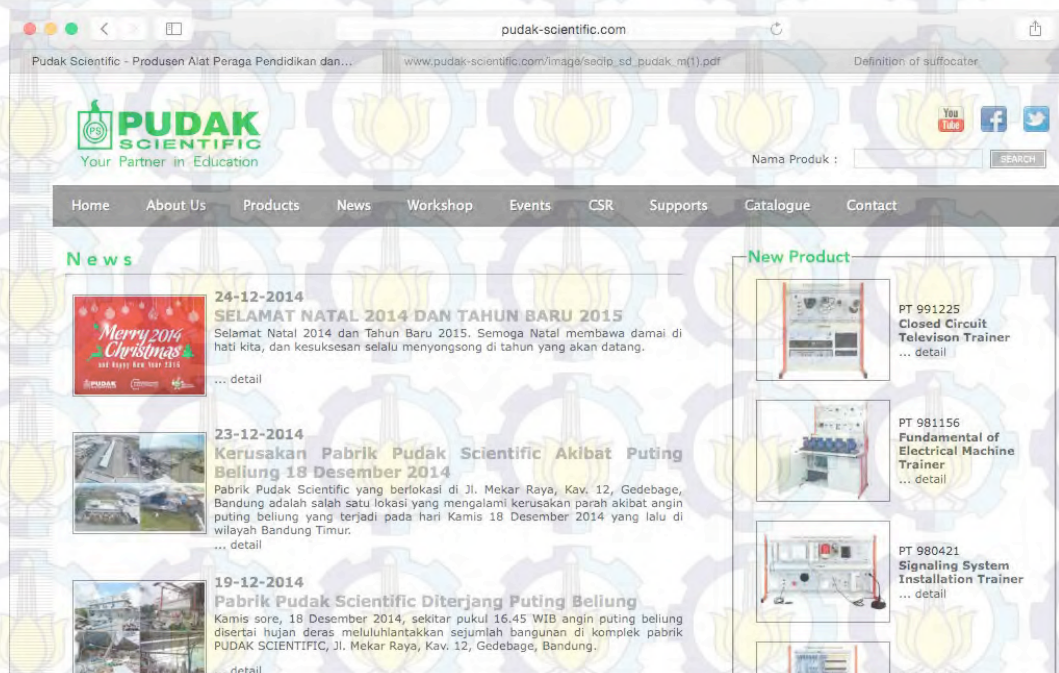 pudak-scientific.com
Pudak Scientific - Produsen Alat Peraga Pendidikan dan...
www.pudak-scientific.com/image/seqip_sd_pudak_m(1).pdf
Definition of suffocater
PS
PUDAK
SCIENTIFIC
Your Partner in Education
You
Tube
Nama Produk :
SEARCH
Home About Us Products News Workshop Events CSR Supports Catalogue Contact
News
Merry 2014
Christmas
and Happy New Year 2015
PUDAK
24-12-2014
SELAMAT NATAL 2014 DAN TAHUN BARU 2015
Selamat Natal 2014 dan Tahun Baru 2015. Semoga Natal membawa damai di
hati kita, dan kesuksesan selalu menyongsong di tahun yang akan datang.
... detail
23-12-2014
Kerusakan Pabrik Pudak Scientific Akibat Puting
Beliung 18 Desember 2014
Pabrik Pudak Scientific yang berlokasi di Jl. Mekar Raya, Kav. 12, Gedebage,
Bandung adalah salah satu lokasi yang mengalami kerusakan parah akibat angin
puting beliung yang terjadi pada hari Kamis 18 Desember 2014 yang lalu di
wilayah Bandung Timur.
... detail
19-12-2014
Pabrik Pudak Scientific Diterjang Puting Beliung
Kamis sore, 18 Desember 2014, sekitar pukul 16.45 WIB angin puting beliung
disertai hujan deras meluluhlantakkan sejumlah bangunan di komplek pabrik
PUDAK SCIENTIFIC, Jl. Mekar Raya, Kav. 12, Gedebage, Bandung.
... detail
New Product
PT 991225
Closed Circuit
Televison Trainer
... detail
PT 981156
Fundamental of
Electrical Machine
Trainer
... detail
PT 980421
Signaling System
Installation Trainer
... detail